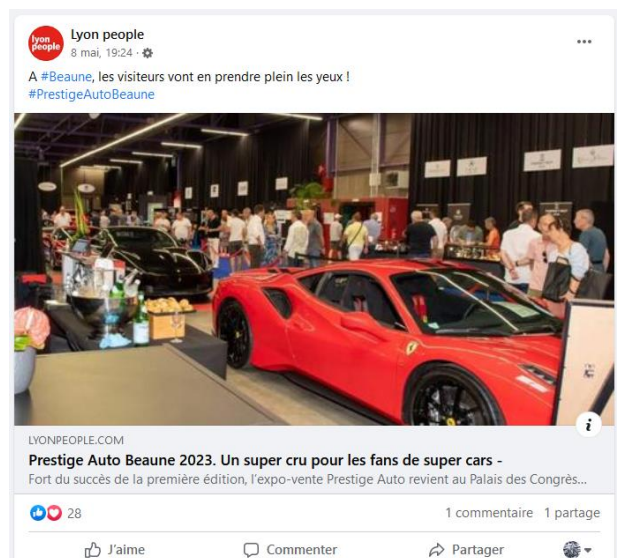 lyon
people
Lyon people
8 mai, 19:24 ·
A #Beaune, les visiteurs vont en prendre plein les yeux !
#PrestigeAutoBeaune
LYONPEOPLE.COM
Prestige Auto Beaune 2023. Un super cru pour les fans de super cars -
Fort du succès de la première édition, l'expo-vente Prestige Auto revient au Palais des Congrès...
28
1 commentaire 1 partage
J'aime Commenter Partager